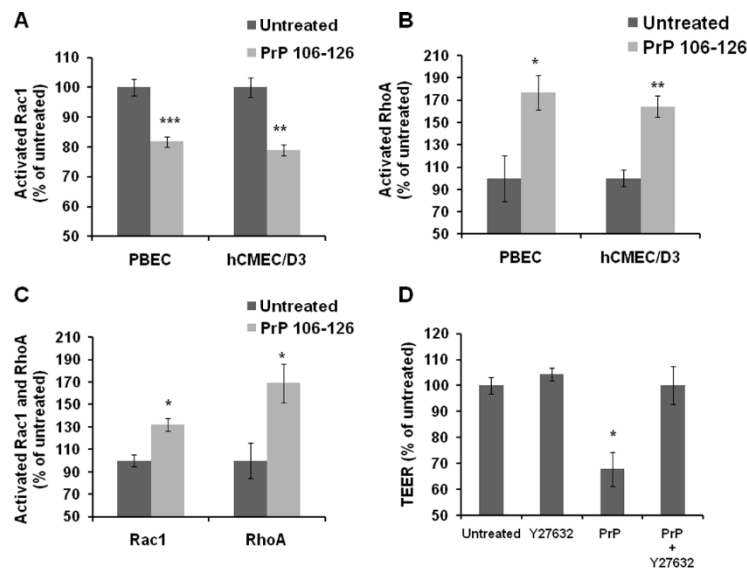 A
Untreated
PrP 106-126
Activated Rac1
(% of untreated)
110
100
90
80
70
60
50
***
**
PBEC
hCMEC/D3
B
Untreated
PrP 106-126
Activated RhoA
(% of untreated)
210
190
170
150
130
110
90
70
50
*
**
PBEC
hCMEC/D3
C
Untreated
PrP 106-126
Activated Rac1 and RhoA
(% of untreated)
210
190
170
150
130
110
90
70
50
*
*
Rac1
RhoA
D
TEER (% of untreated)
120
110
100
90
80
70
60
50
*
Untreated
Y27632
PrP
PrP
+
Y27632